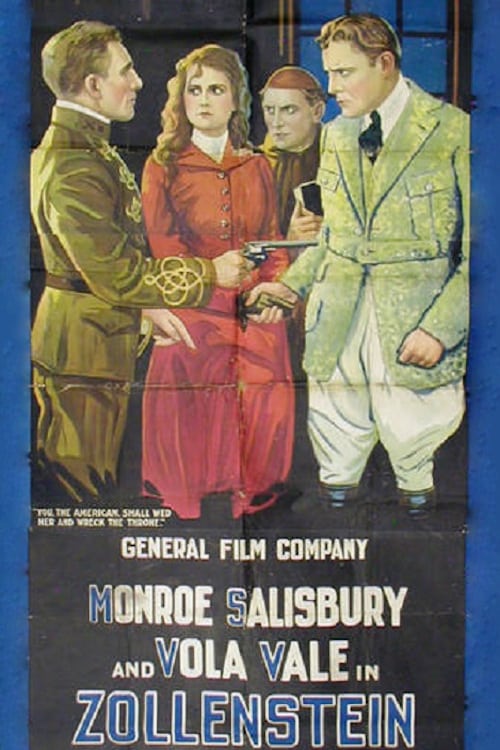 "YOU, THE AMERICAN, SHALL WED
HER AND WRECK THE THRONE."
GENERAL FILM COMPANY
MONROE SALISBURY
AND VOLA VALE IN
ZOLLENSTEIN